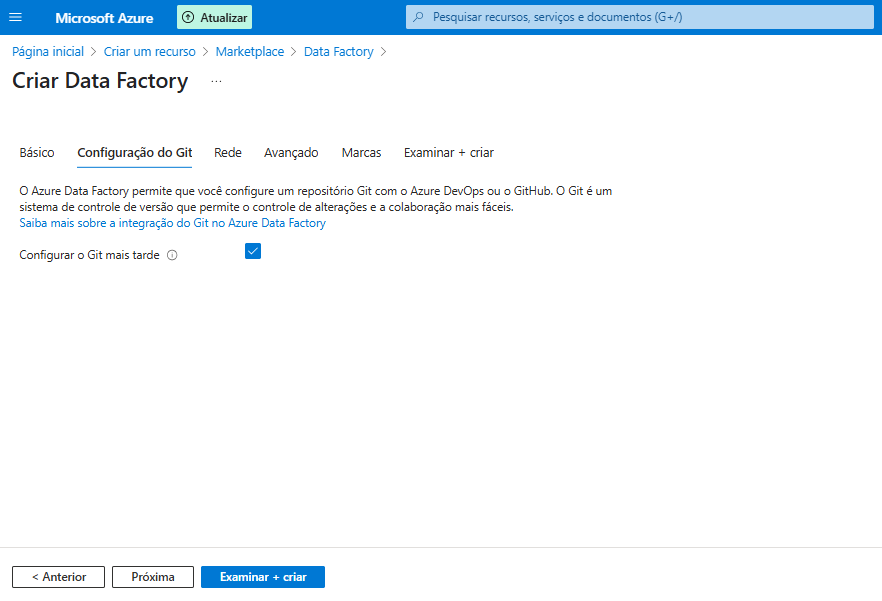 Microsoft Azure
Atualizar
Pesquisar recursos, serviços e documentos (G+/)
Página inicial > Criar um recurso > Marketplace > Data Factory >
Criar Data Factory ...
Básico Configuração do Git Rede Avançado Marcas Examinar + criar
O Azure Data Factory permite que você configure um repositório Git com o Azure DevOps ou o GitHub. O Git é um
sistema de controle de versão que permite o controle de alterações e a colaboração mais fáceis.
Saiba mais sobre a integração do Git no Azure Data Factory
Configurar o Git mais tarde
< Anterior
Próxima
Examinar + criar